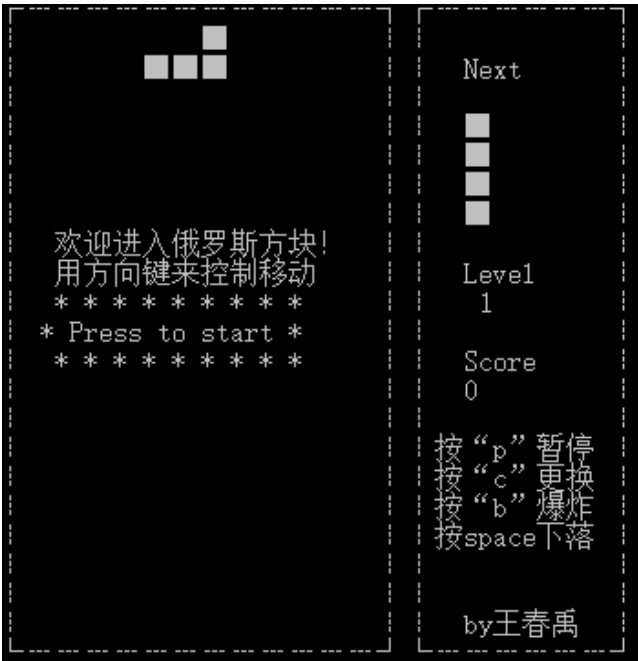 欢迎进入俄罗斯方块!
用方向键来控制移动
* * * * * * * * *
* Press to start *
* * * * * * * * *
Next
Level
1
Score
0
按“p”暂停
按“c”更换
按“b”爆炸
按space下落
by王春禹